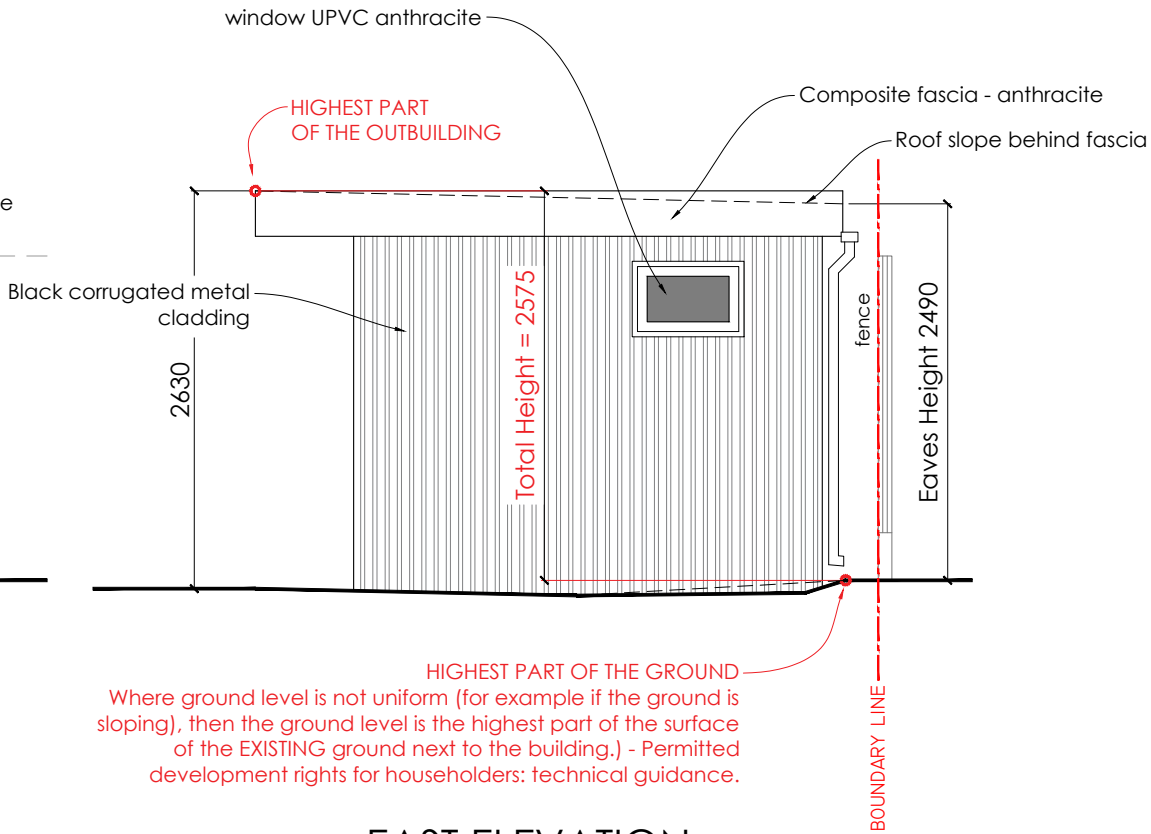 window UPVC anthracite
HIGHEST PART
OF THE OUTBUILDING
Composite fascia - anthracite
Roof slope behind fascia
e
Black corrugated metal
cladding
2630
Total Height = 2575
fence
Eaves Height 2490
HIGHEST PART OF THE GROUND
Where ground level is not uniform (for example if the ground is
sloping), then the ground level is the highest part of the surface
of the EXISTING ground next to the building.) - Permitted
development rights for householders: technical guidance.
BOUNDARY LINE
EAST ELEVATION